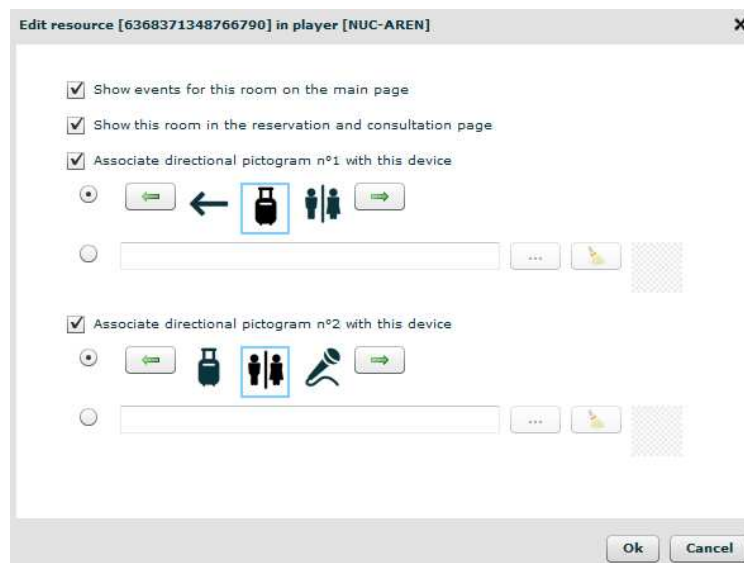 Edit resource [6368371348766790] in player [NUC-AREN]
Show events for this room on the main page
Show this room in the reservation and consultation page
Associate directional pictogram nº1 with this device
...
Associate directional pictogram nº2 with this device
...
Ok Cancel